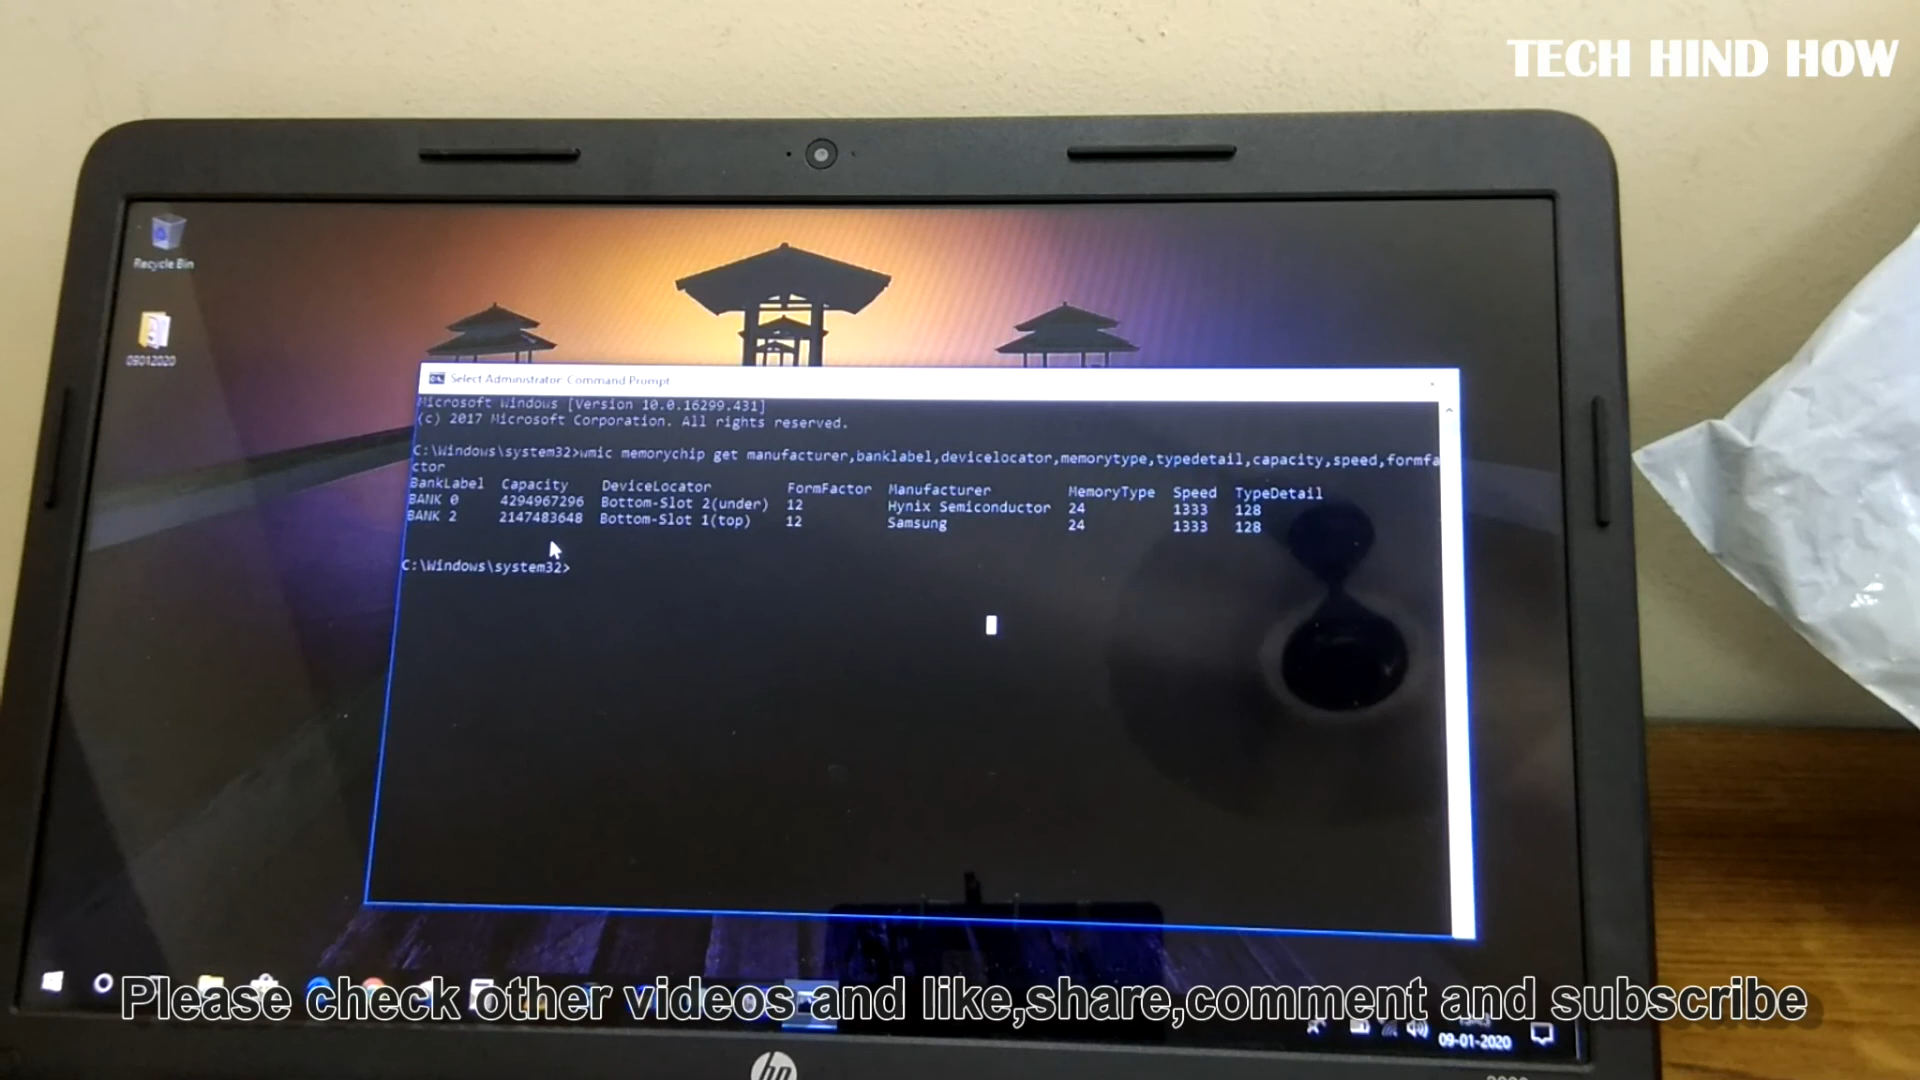 TECH HIND HOW
Recycle Bin
09012020
Select Administrator: Command Prompt
Microsoft Windows [Version 10.0.16299.431]
(c) 2017 Microsoft Corporation. All rights reserved.
C:\Windows\system32>wmic memorychip get manufacturer,banklabel,devicelocator,memorytype,typedetail,capacity,speed,formfa
ctor
BankLabel Capacity DeviceLocator FormFactor Manufacturer MemoryType Speed TypeDetail
BANK 0 4294967296 Bottom-Slot 2(under) 12 Hynix Semiconductor 24 1333 128
BANK 2 2147483648 Bottom-Slot 1(top) 12 Samsung 24 1333 128
C:\Windows\system32>
Please check other videos and like,share,comment and subscribe
09-01-2020
hp